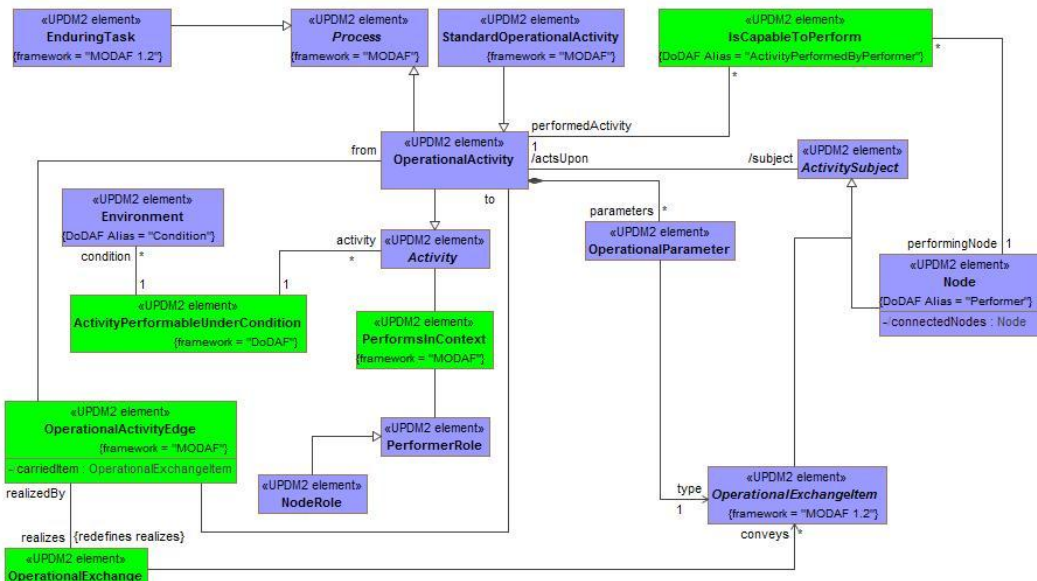 «UPDM2 element»
EnduringTask
{framework = "MODAF 1.2"}
«UPDM2 element»
Process
{framework = "MODAF"}
«UPDM2 element»
StandardOperationalActivity
{framework = "MODAF"}
«UPDM2 element»
IsCapableToPerform
{DoDAF Alias = "ActivityPerformedByPerformer"}
*
*
performedActivity
1
from
«UPDM2 element»
OperationalActivity
/actsUpon
/subject
«UPDM2 element»
ActivitySubject
to
«UPDM2 element»
Environment
{DoDAF Alias = "Condition"}
condition
*
activity
*
1
1
«UPDM2 element»
Activity
parameters
*
«UPDM2 element»
OperationalParameter
performingNode
1
«UPDM2 element»
Node
{DoDAF Alias = "Performer"}
-/connectedNodes : Node
«UPDM2 element»
ActivityPerformableUnderCondition
{framework = "DoDAF"}
«UPDM2 element»
PerformsInContext
{framework = "MODAF"}
«UPDM2 element»
OperationalActivityEdge
{framework = "MODAF"}
- carriedItem : OperationalExchangeItem
«UPDM2 element»
PerformerRole
«UPDM2 element»
NodeRole
realizedBy
type
1
«UPDM2 element»
OperationalExchangeItem
{framework = "MODAF 1.2"}
conveys
*
realizes
{redefines realizes}
«UPDM2 element»
OperationalExchange